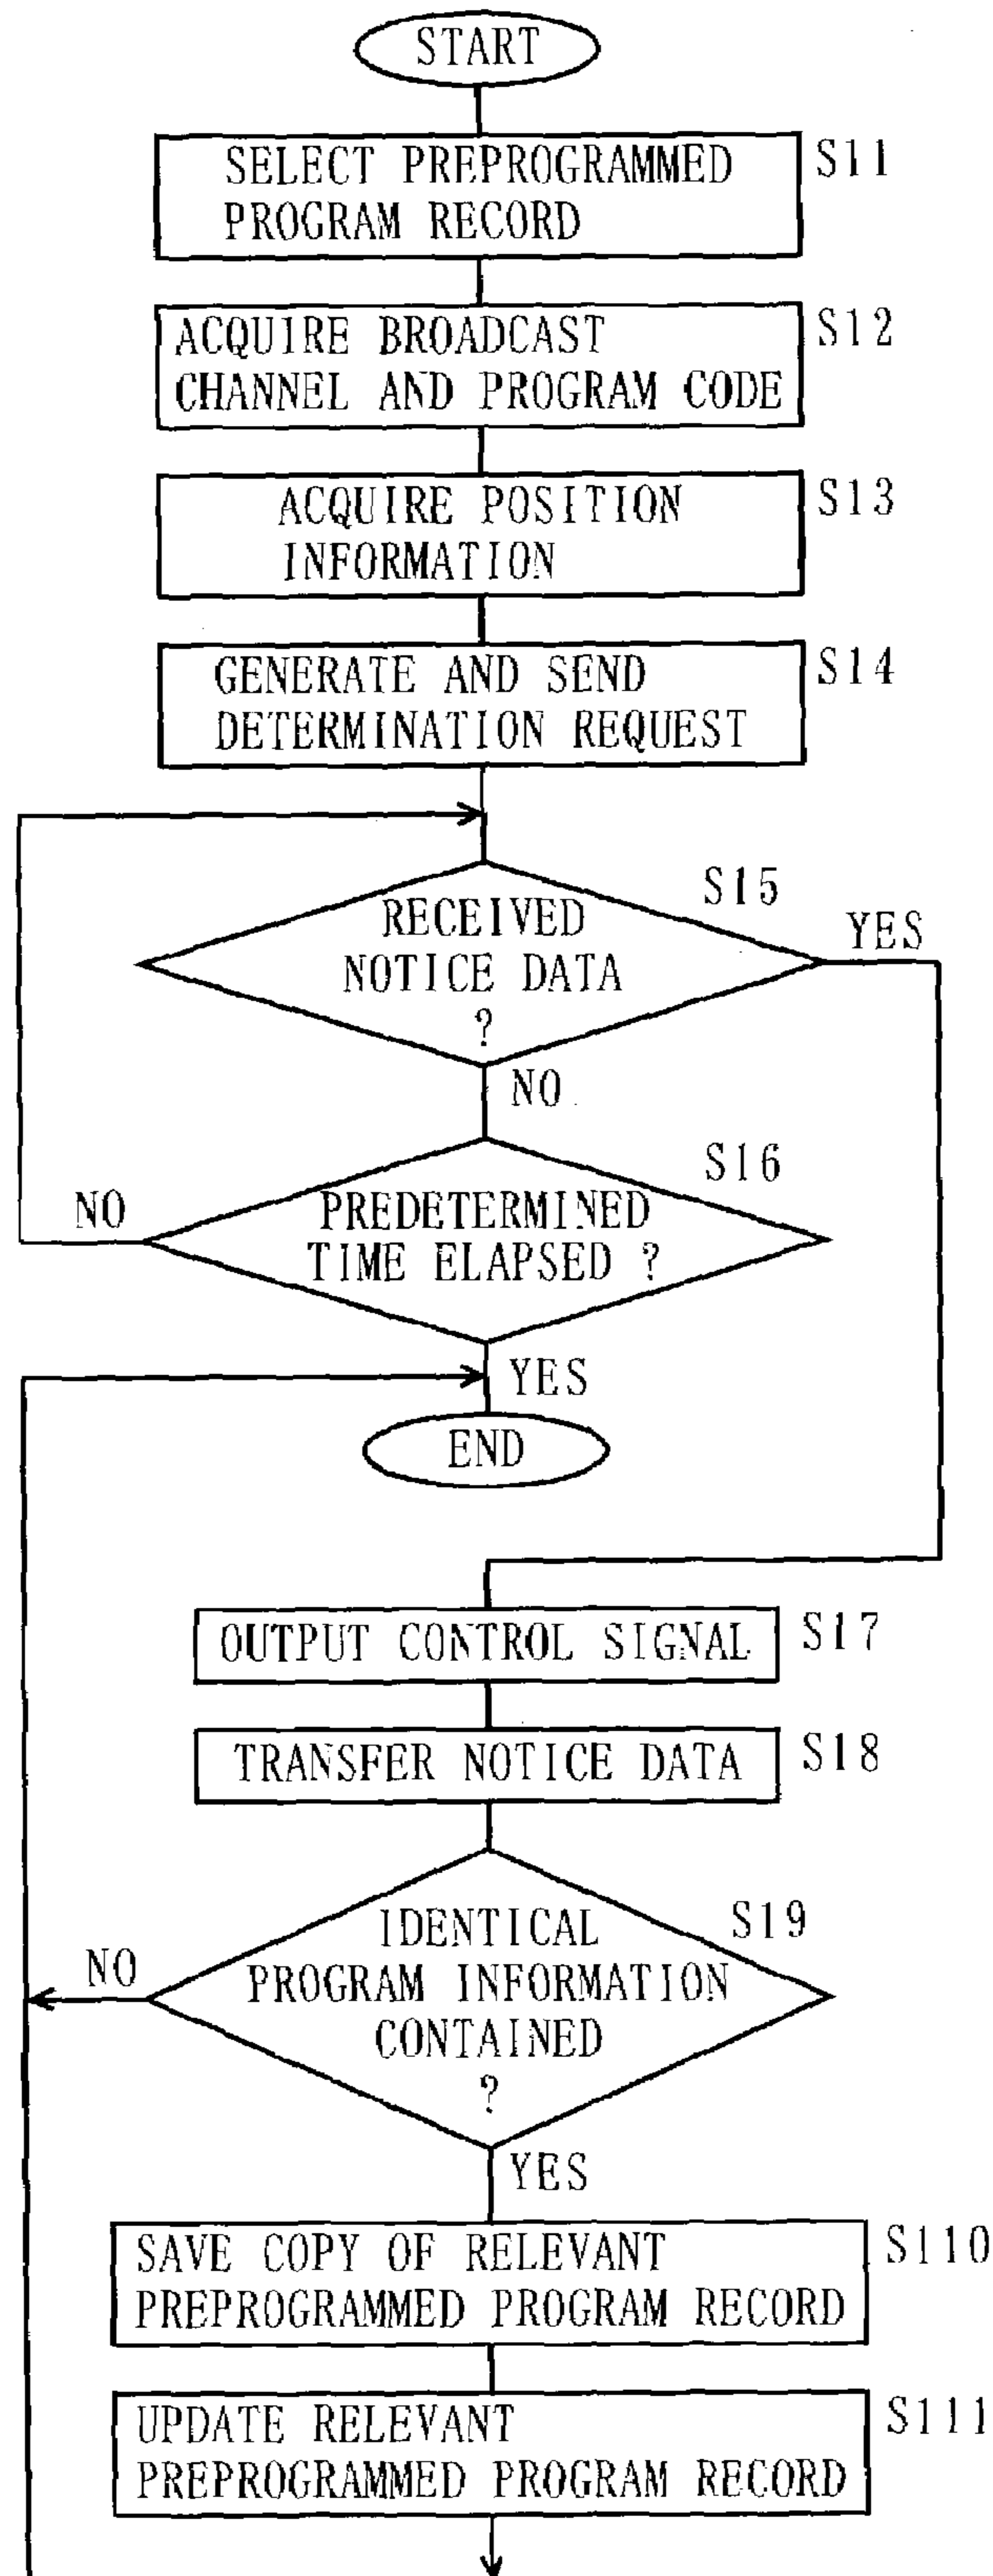 START
SELECT PREPROGRAMMED
PROGRAM RECORD
S11
ACQUIRE BROADCAST
CHANNEL AND PROGRAM CODE
S12
ACQUIRE POSITION
INFORMATION
S13
GENERATE AND SEND
DETERMINATION REQUEST
S14
S15
RECEIVED
NOTICE DATA
?
YES
NO
S16
PREDETERMINED
TIME ELAPSED ?
NO
YES
END
OUTPUT CONTROL SIGNAL
S17
TRANSFER NOTICE DATA
S18
S19
IDENTICAL
PROGRAM INFORMATION
CONTAINED
?
NO
YES
SAVE COPY OF RELEVANT
PREPROGRAMMED PROGRAM RECORD
S110
UPDATE RELEVANT
PREPROGRAMMED PROGRAM RECORD
S111